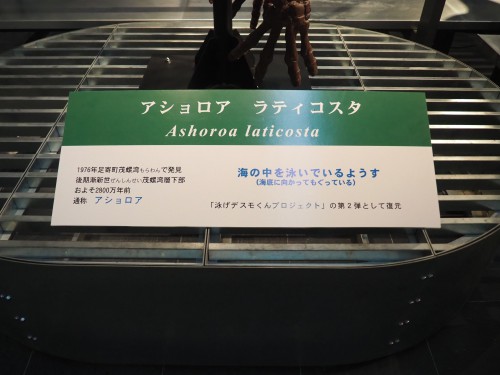 アショロア　ラティコスタ
Ashoroa laticosta
1976年足寄町茂螺湾もらわんで発見
後期漸新世ぜんしんせい茂螺湾層下部
およそ2800万年前
通称　アショロア
海の中を泳いでいるようす
(海底に向かってもぐっている)
「泳げデスモくんプロジェクト」の第２弾として復元